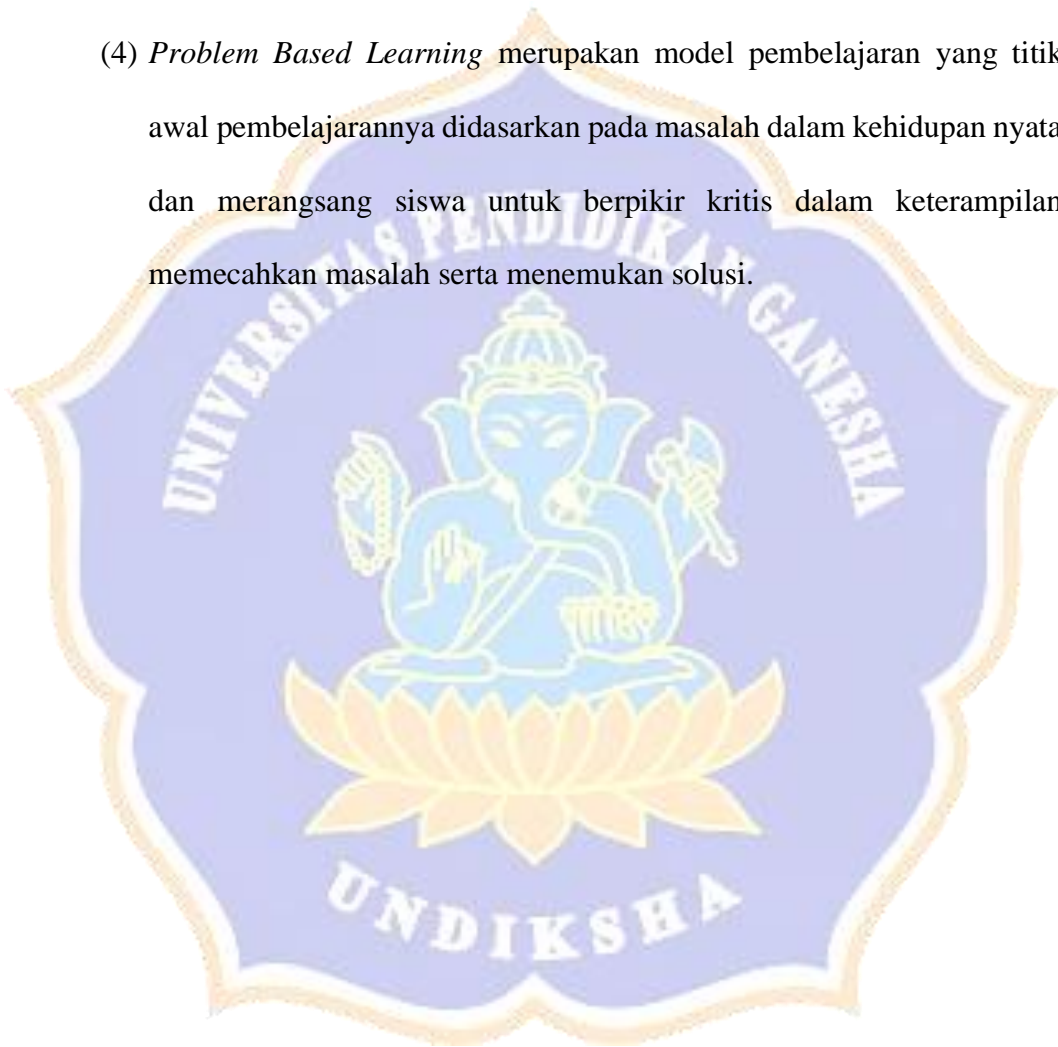 (4) Problem Based Learning merupakan model pembelajaran yang titik
awal pembelajarannya didasarkan pada masalah dalam kehidupan nyata
dan merangsang siswa untuk berpikir kritis dalam keterampilan
memecahkan masalah serta menemukan solusi.
UNIVERSITAS PENDIDIKAN GANESHA
UNDIKSHA